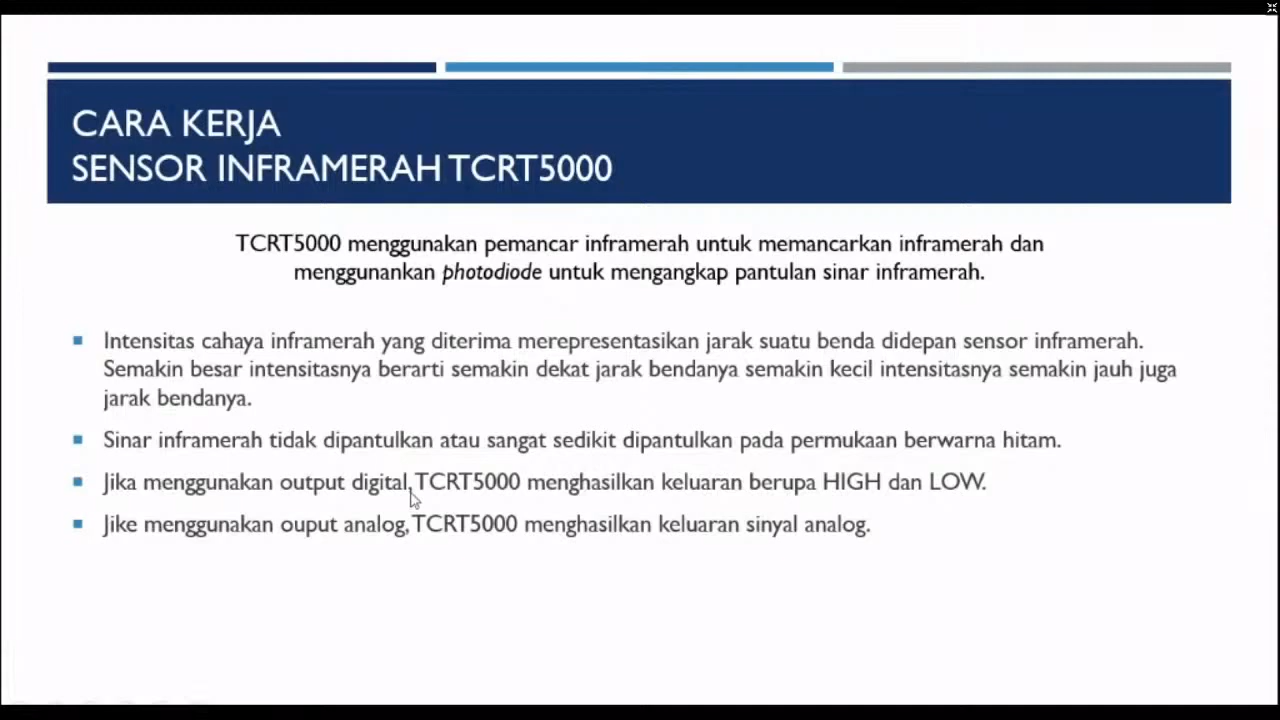 CARA KERJA
SENSOR INFRAMERAH TCRT5000
TCRT5000 menggunakan pemancar inframerah untuk memancarkan inframerah dan
menggunankan photodiode untuk mengangkap pantulan sinar inframerah.
Intensitas cahaya inframerah yang diterima merepresentasikan jarak suatu benda didepan sensor inframerah.
Semakin besar intensitasnya berarti semakin dekat jarak bendanya semakin kecil intensitasnya semakin jauh juga
jarak bendanya.
Sinar inframerah tidak dipantulkan atau sangat sedikit dipantulkan pada permukaan berwarna hitam.
Jika menggunakan output digital, TCRT5000 menghasilkan keluaran berupa HIGH dan LOW.
Jike menggunakan ouput analog, TCRT5000 menghasilkan keluaran sinyal analog.